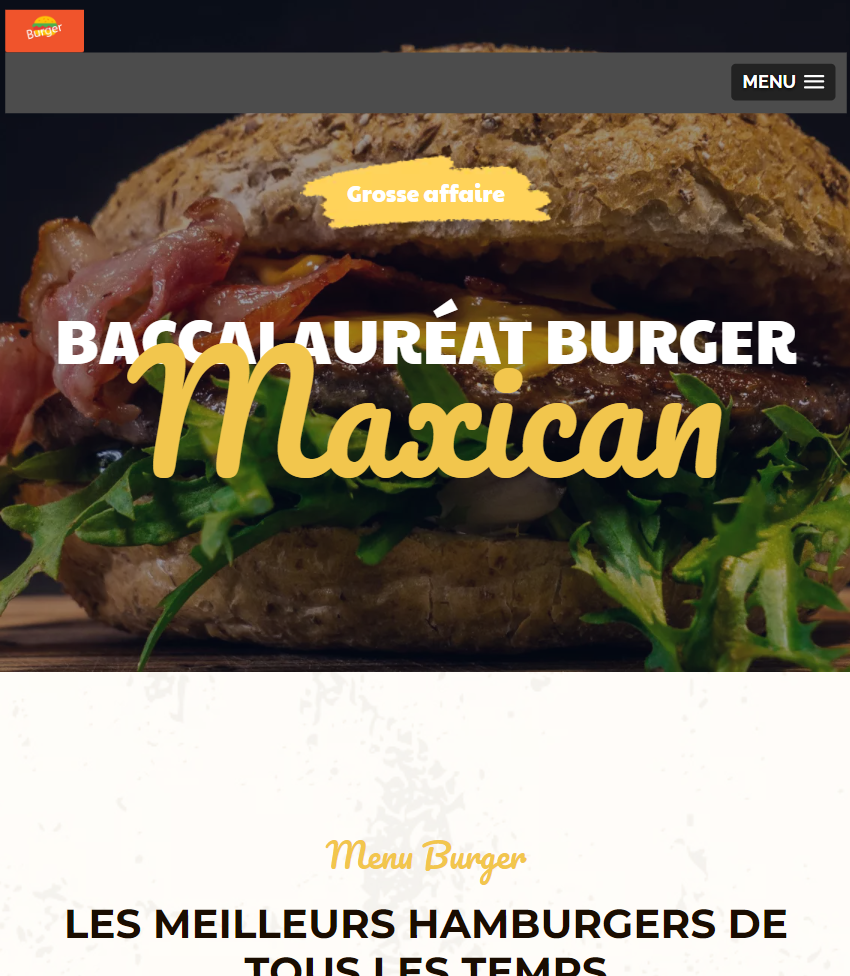 Burger
MENU
Grosse affaire
BACCALAURÉAT BURGER
Maxican
Menu Burger
LES MEILLEURS HAMBURGERS DE
TOUS LES TEMPS